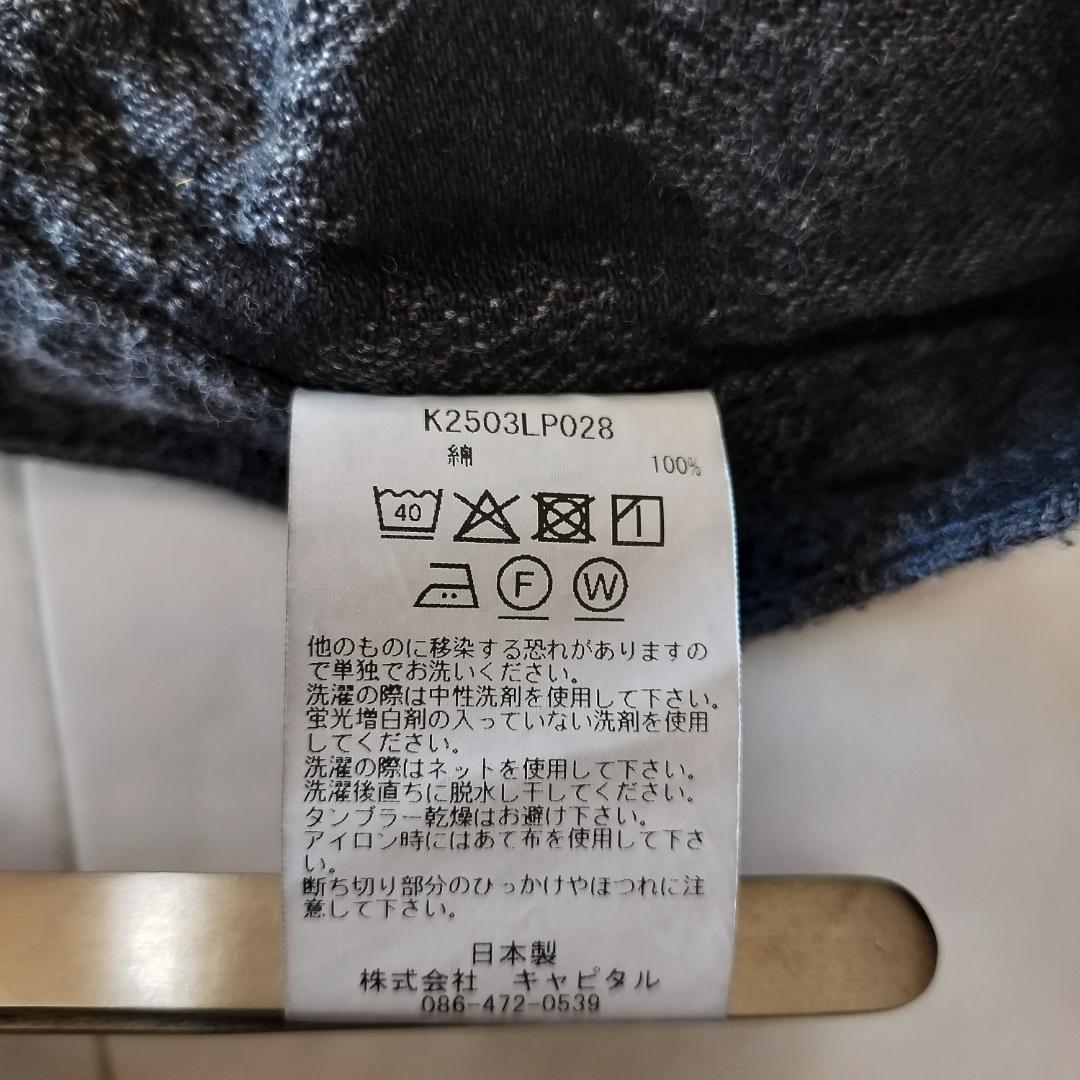 K2503LP028
綿 100%
40
F W
他のものに移染する恐れがありますの
で単独でお洗いください。
洗濯の際は中性洗剤を使用して下さい。
蛍光増白剤の入っていない洗剤を使用
してください。
洗濯の際はネットを使用して下さい。
洗濯後直ちに脱水し干してください。
タンブラー乾燥はお避け下さい。
アイロン時にはあて布を使用して下さ
い。
断ち切り部分のひっかけやほつれに注
意して下さい。
日本製
株式会社 キャピタル
086-472-0539